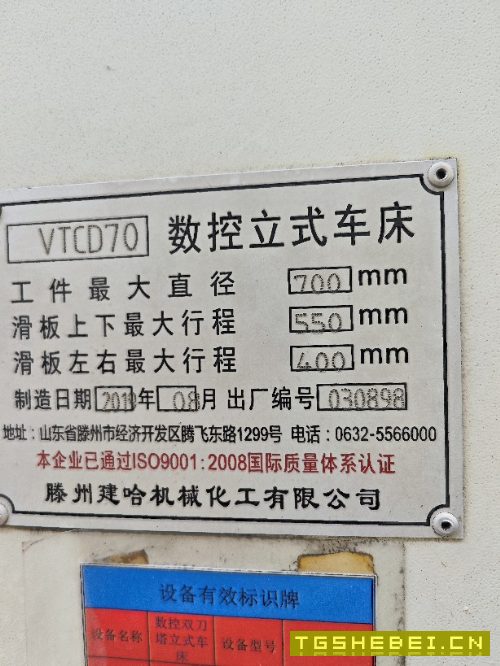 VTCD70 数控立式车床
工件最大直径 700 mm
滑板上下最大行程 550 mm
滑板左右最大行程 400 mm
制造日期 2019年 08月 出厂编号 030898
地址: 山东省滕州市经济开发区腾飞东路1299号 电话: 0632-5566000
本企业已通过ISO9001:2008国际质量体系认证
滕州建哈机械化工有限公司
设备有效标识牌
设备名称 数控双刀塔立式车床 设备型号
TGSHEBEI.CN